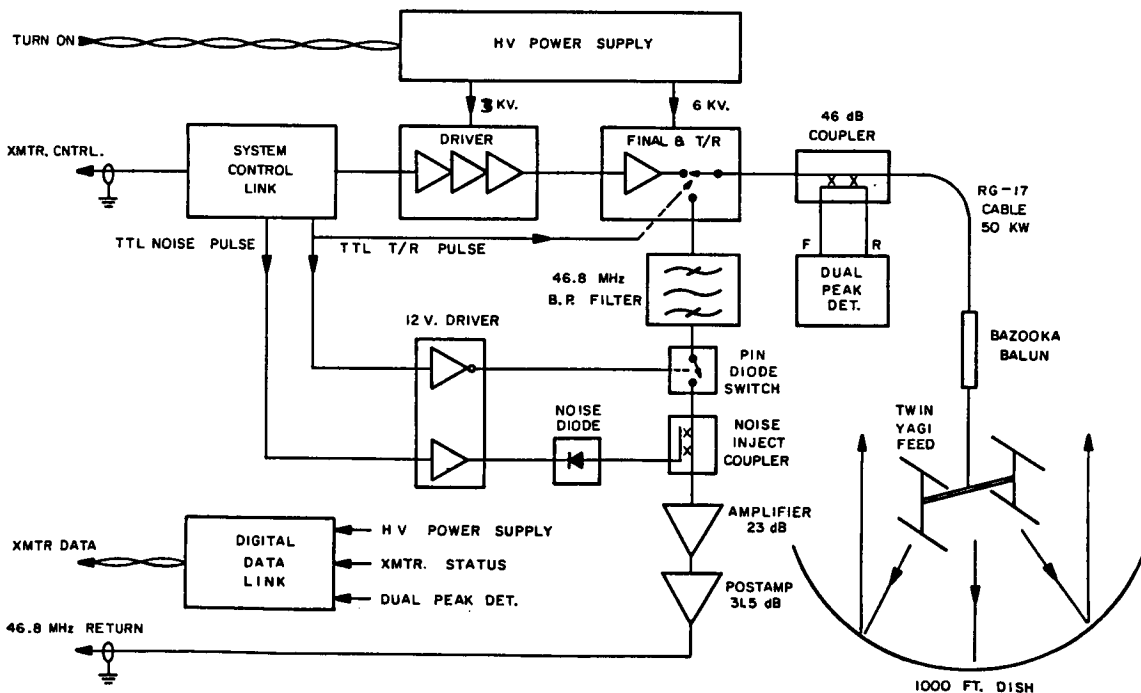 TURN ON
HV POWER SUPPLY
3 KV.
6 KV.
DRIVER
FINAL & T/R
46 dB
COUPLER
XMTR. CNTRL.
SYSTEM
CONTROL
LINK
RG-17
CABLE
50 KW
TTL NOISE PULSE
TTL T/R PULSE
F
R
DUAL
PEAK
DET.
46.8 MHz
B.P. FILTER
12 V. DRIVER
PIN
DIODE
SWITCH
BAZOOKA
BALUN
NOISE
DIODE
NOISE
INJECT
COUPLER
TWIN
YAGI
FEED
AMPLIFIER
23 dB
XMTR DATA
DIGITAL
DATA
LINK
HV POWER SUPPLY
XMTR. STATUS
DUAL PEAK DET.
POSTAMP
31.5 dB
46.8 MHz RETURN
1000 FT. DISH